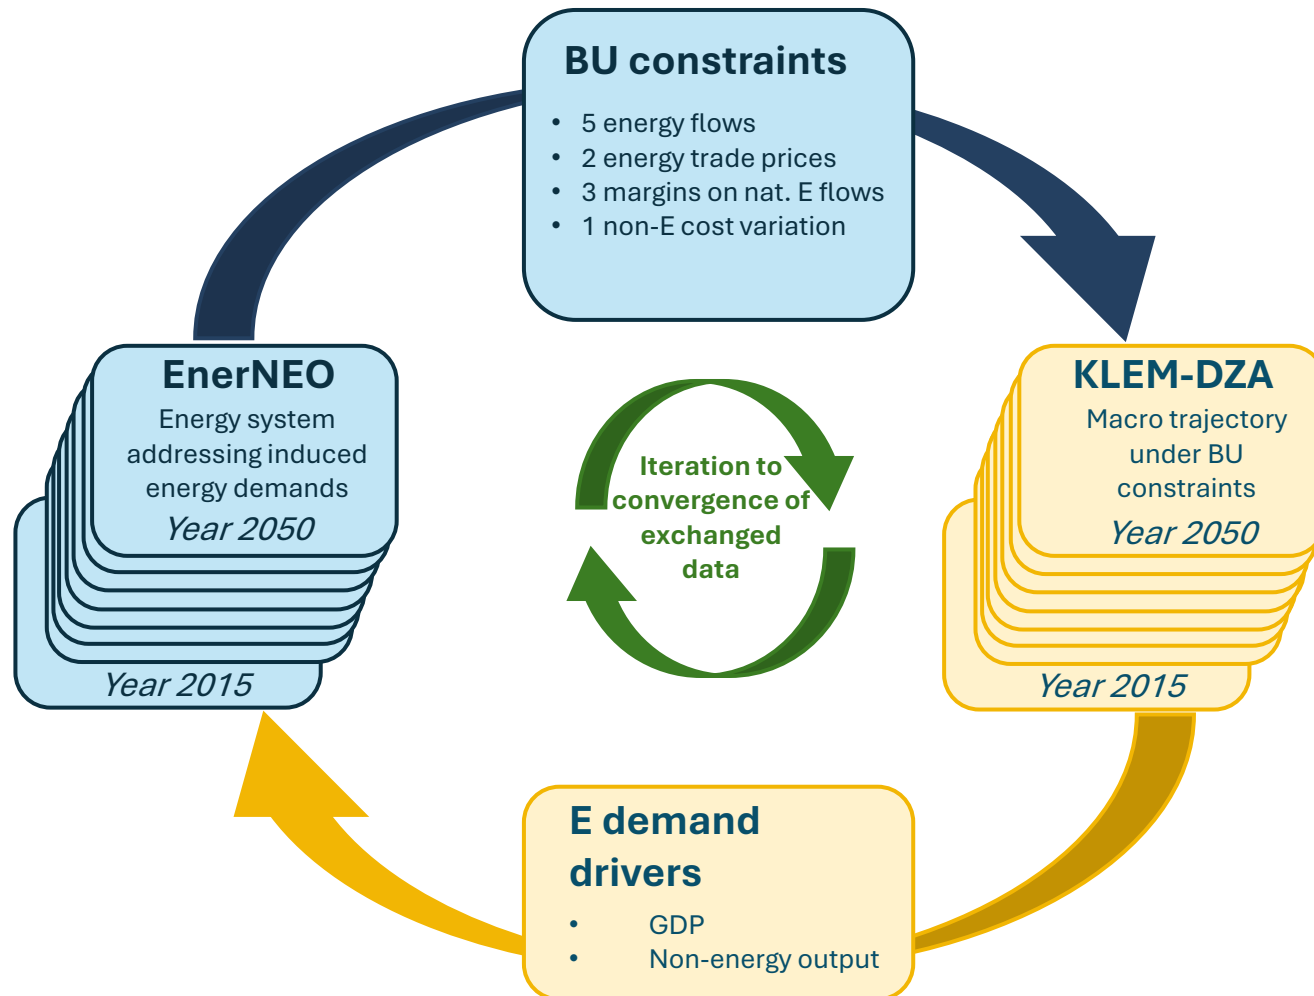 BU constraints
• 5 energy flows
• 2 energy trade prices
• 3 margins on nat. E flows
• 1 non-E cost variation
EnerNEO
Energy system
addressing induced
energy demands
Year 2050
Year 2015
Iteration to
convergence of
exchanged
data
KLEM-DZA
Macro trajectory
under BU
constraints
Year 2050
Year 2015
E demand
drivers
• GDP
• Non-energy output